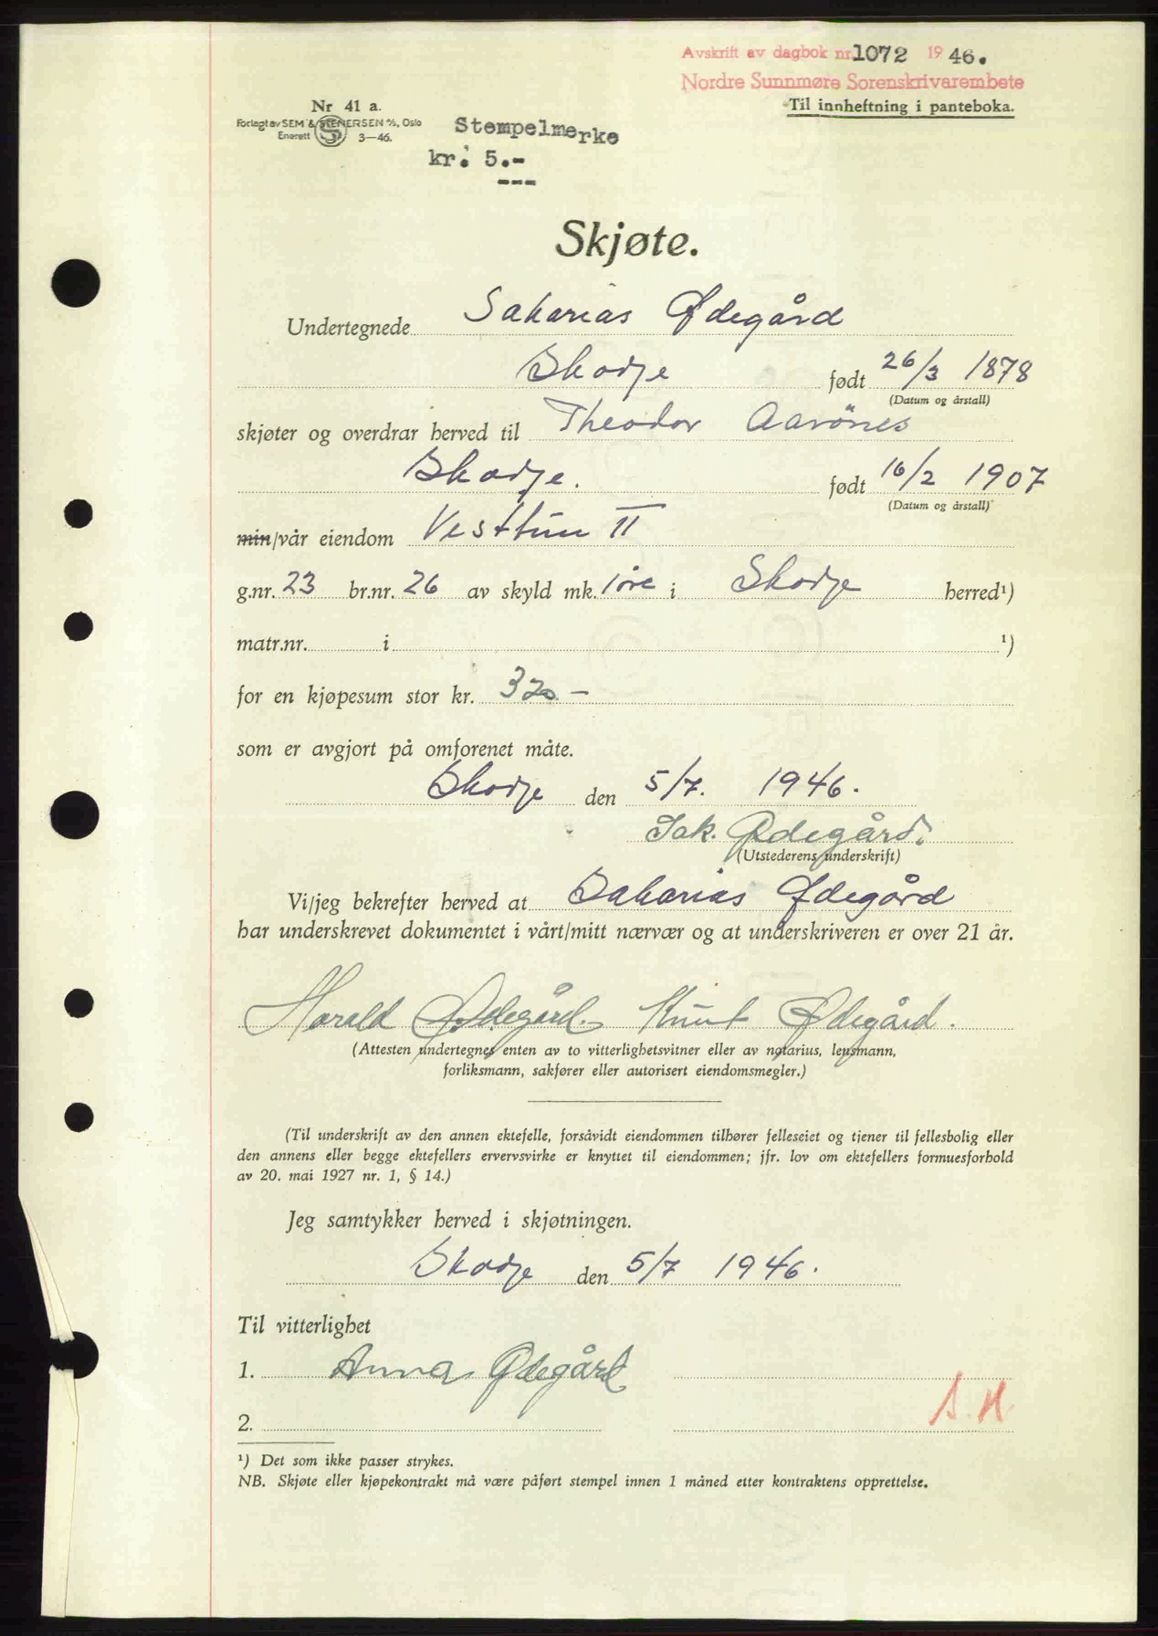 Avskrift av dagbok nr. 1072 1946.
Nordre Sunnmøre Sorenskrivarembete
Til innheftning i panteboka.
Nr 41 a.
Forlagt av SEM & STENERSEN A/S, Oslo
Enerett S 3—46.
Stempelmerke
kr: 5.-
---
Skjøte.
Undertegnede Sakarias Ødegård
Skodje født 26/3 1878
(Datum og årstall)
skjøter og overdrar herved til Theodor Aarönes
Skodje. født 16/2 1907
(Datum og årstall)
min/vår eiendom Vesttun II
g.nr. 23 br.nr. 26 av skyld mk. 1 øre i Skodje herred¹)
matr.nr. i ¹)
for en kjøpesum stor kr. 320.—
som er avgjort på omforenet måte.
Skodje den 5/7. 1946.
Sak. Ødegård.
(Utstederens underskrift)
Vi/jeg bekrefter herved at Sakarias Ødegård
har underskrevet dokumentet i vårt/mitt nærvær og at underskriveren er over 21 år.
Harald Ødegård. Knut Ødegård.
(Attesten undertegnes enten av to vitterlighetsvitner eller av notarius, lensmann,
forliksmann, sakfører eller autorisert eiendomsmegler.)
(Til underskrift av den annen ektefelle, forsåvidt eiendommen tilhører felleseiet og tjener til fellesbolig eller
den annens eller begge ektefellers ervervsvirke er knyttet til eiendommen; jfr. lov om ektefellers formuesforhold
av 20. mai 1927 nr. 1, § 14.)
Jeg samtykker herved i skjøtningen.
Skodje den 5/7 1946.
Til vitterlighet
1. Anna Ødegård
2.
¹) Det som ikke passer strykes.
NB. Skjøte eller kjøpekontrakt må være påført stempel innen 1 måned etter kontraktens opprettelse.